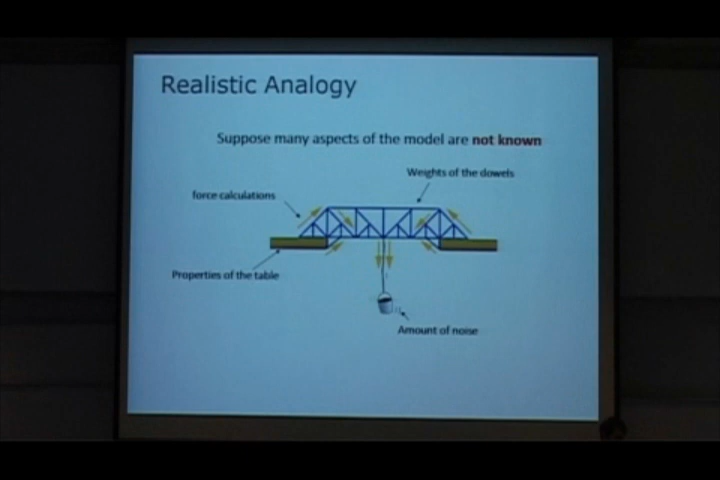 Realistic Analogy
Suppose many aspects of the model are not known
Weights of the dowels
force calculations
Properties of the table
Amount of noise